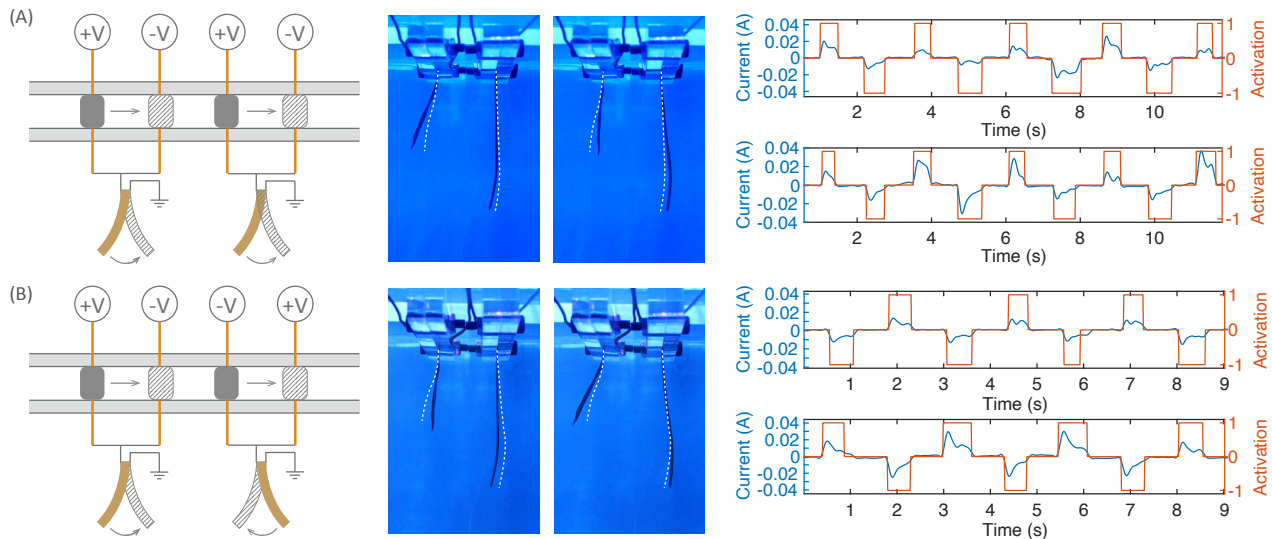 (A)
+V -V +V -V
Current (A)
0.04
0.02
0
-0.02
-0.04
1
0
-1
Activation
2 4 6 8 10
Time (s)
Current (A)
0.04
0.02
0
-0.02
-0.04
1
0
-1
Activation
2 4 6 8 10
Time (s)
(B)
+V -V -V +V
Current (A)
0.04
0.02
0
-0.02
-0.04
1
0
-1
Activation
1 2 3 4 5 6 7 8 9
Time (s)
Current (A)
0.04
0.02
0
-0.02
-0.04
1
0
-1
Activation
1 2 3 4 5 6 7 8 9
Time (s)